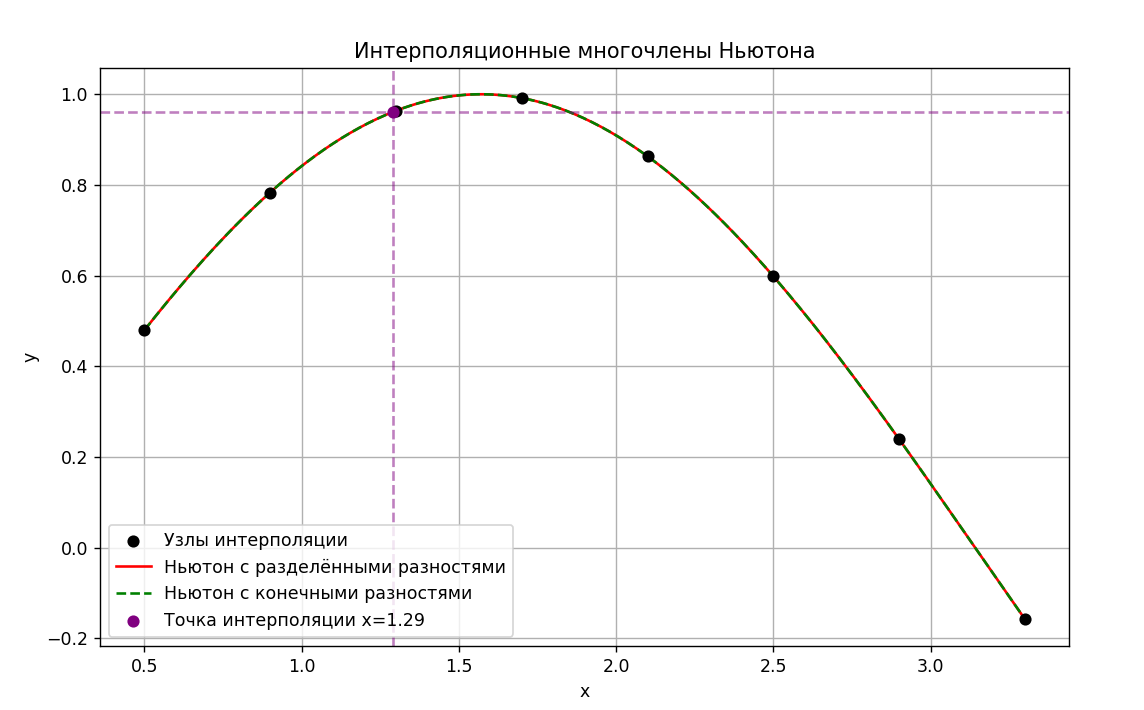 Интерполяционные многочлены Ньютона
y
1.0
0.8
0.6
0.4
0.2
0.0
−0.2
Узлы интерполяции
Ньютон с разделёнными разностями
Ньютон с конечными разностями
Точка интерполяции x=1.29
0.5 1.0 1.5 2.0 2.5 3.0
x